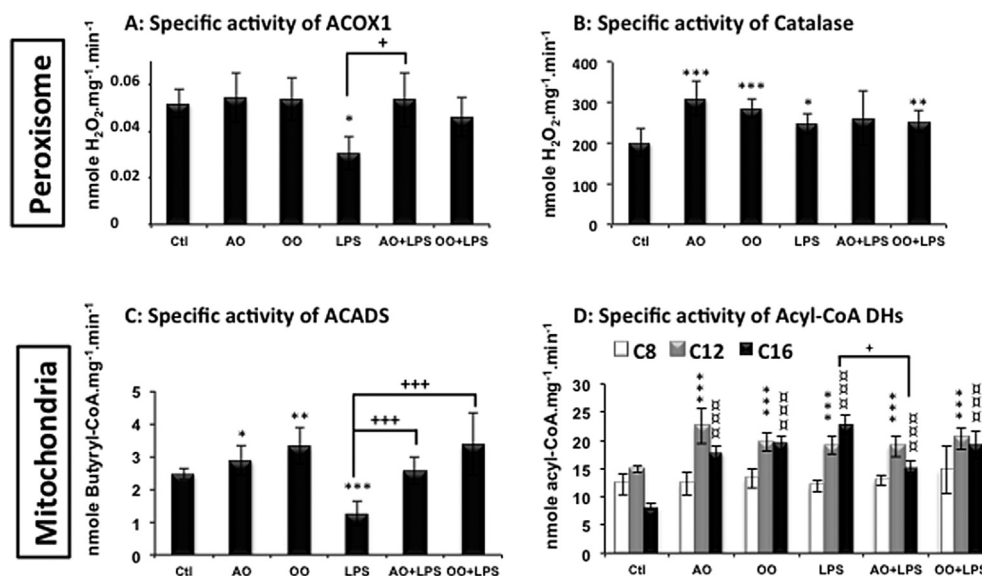 Peroxisome
A: Specific activity of ACOX1
nmole H₂O₂.mg⁻¹.min⁻¹
0.06
0.04
0.02
0
*
+
Ctl AO OO LPS AO+LPS OO+LPS
B: Specific activity of Catalase
nmole H₂O₂.mg⁻¹.min⁻¹
400
300
200
100
0
*** *** * **
Ctl AO OO LPS AO+LPS OO+LPS
Mitochondria
C: Specific activity of ACADS
nmole Butyryl-CoA.mg⁻¹.min⁻¹
5
4
3
2
1
0
+++
+++
* ** ***
Ctl AO OO LPS AO+LPS OO+LPS
D: Specific activity of Acyl-CoA DHs
C8 C12 C16
nmole acyl-CoA.mg⁻¹.min⁻¹
30
25
20
15
10
5
0
+
*** ¤¤¤ *** ¤¤¤ *** ¤¤¤ *** ¤¤¤ *** ¤¤¤
Ctl AO OO LPS AO+LPS OO+LPS